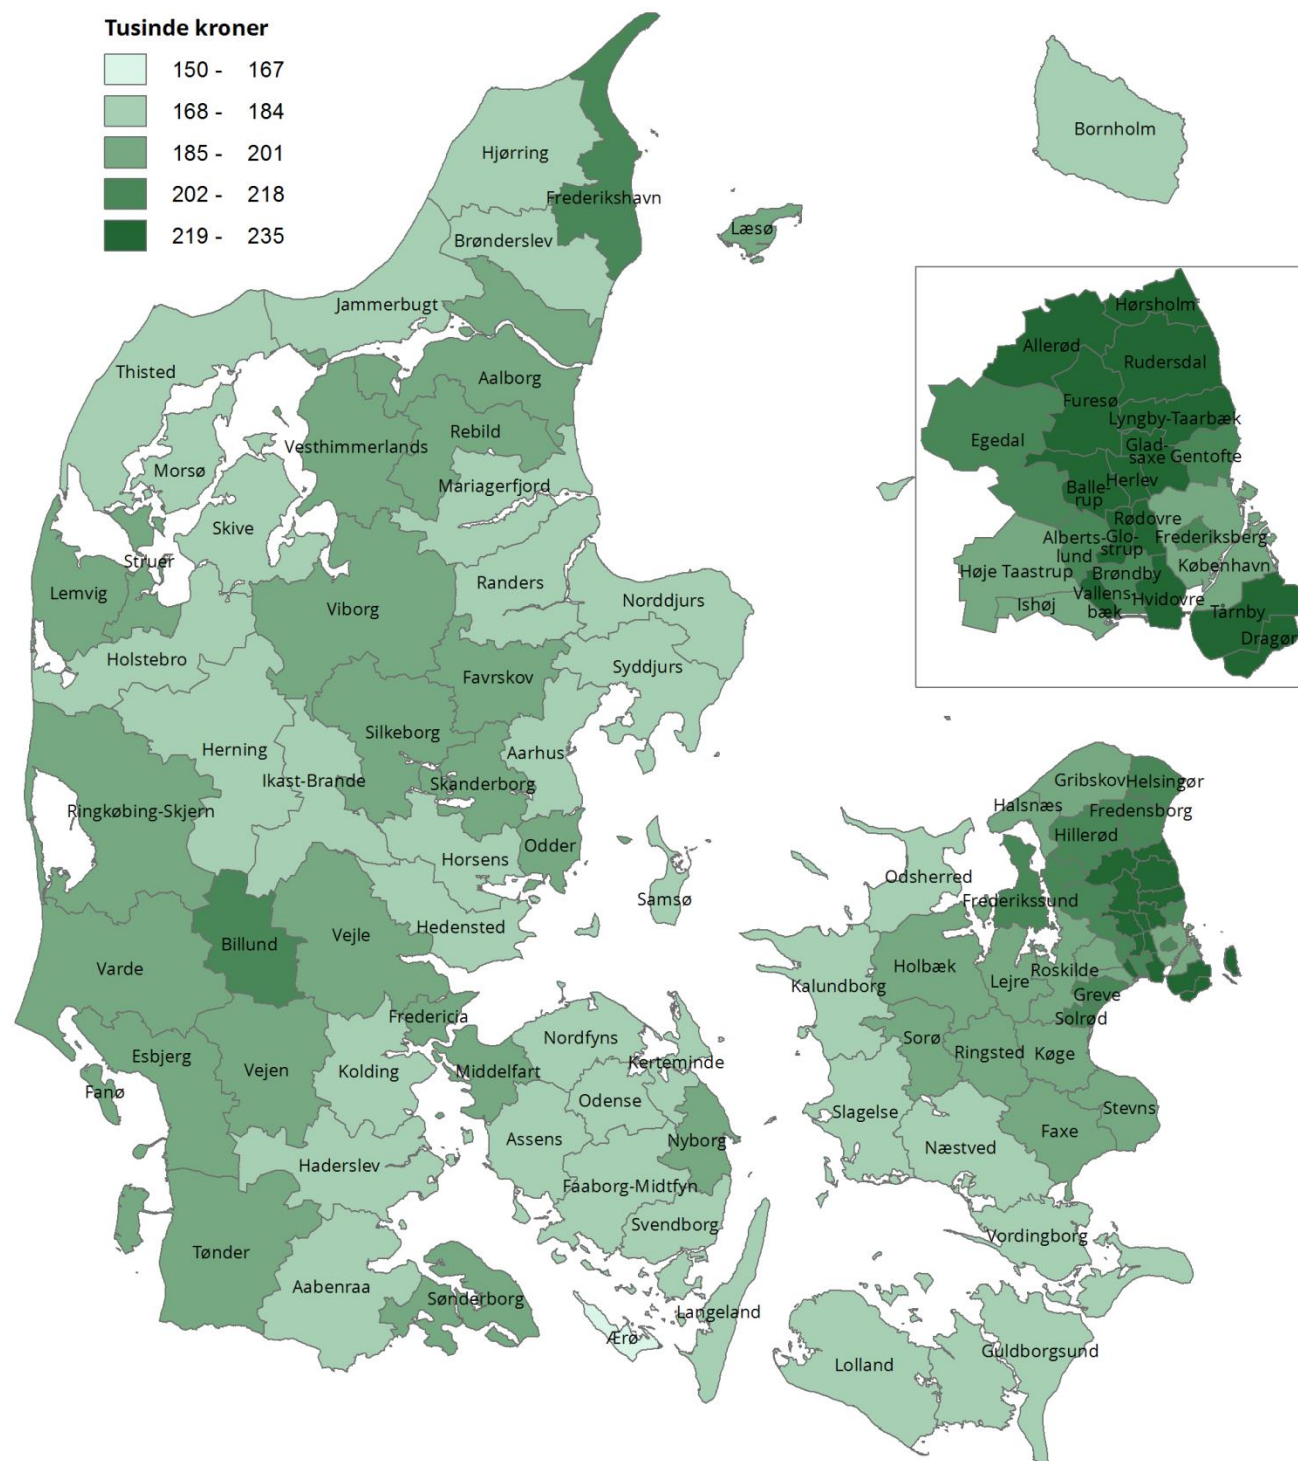 Tusinde kroner
150 - 167
168 - 184
185 - 201
202 - 218
219 - 235
Bornholm
Hjørring
Frederikshavn
Læsø
Brønderslev
Jammerbugt
Thisted
Aalborg
Vesthimmerlands
Rebild
Morsø
Mariagerfjord
Skive
Struer
Lemvig
Randers
Viborg
Norddjurs
Holstebro
Favrskov
Syddjurs
Silkeborg
Herning
Aarhus
Ikast-Brande
Skanderborg
Ringkøbing-Skjern
Odder
Horsens
Samsø
Hedensted
Billund
Vejle
Varde
Fredericia
Esbjerg
Vejen
Kolding
Fanø
Nordfyns
Kerteminde
Middelfart
Odense
Assens
Nyborg
Haderslev
Faaborg-Midtfyn
Svendborg
Tønder
Aabenraa
Sønderborg
Langeland
Ærø
Hørsholm
Allerød
Rudersdal
Furesø
Lyngby-Taarbæk
Egedal
Glad-
saxe
Gentofte
Herlev
Balle-
rup
Rødovre
Alberts-
lund
Glo-
strup
Frederiksberg
Høje Taastrup
København
Brøndby
Vallens-
bæk
Hvidovre
Ishøj
Tårnby
Dragør
Gribskov
Helsingør
Halsnæs
Fredensborg
Hillerød
Odsherred
Frederikssund
Holbæk
Roskilde
Lejre
Kalundborg
Greve
Solrød
Sorø
Ringsted
Køge
Slagelse
Stevns
Faxe
Næstved
Vordingborg
Guldborgsund
Lolland